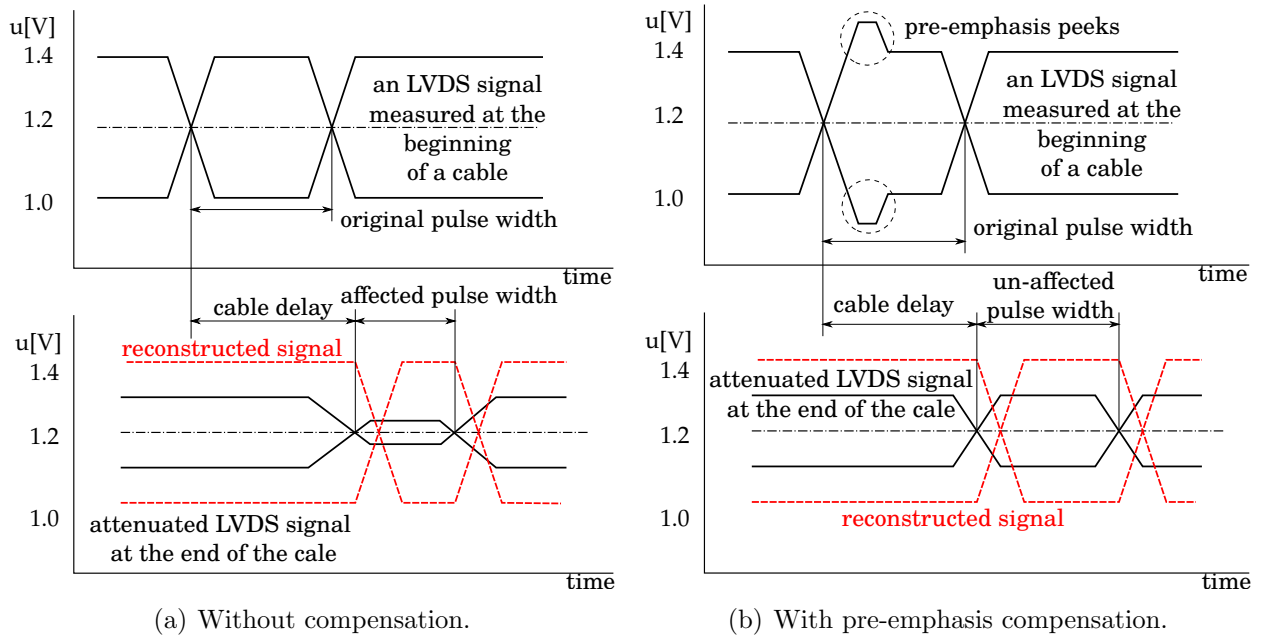 u[V]
1.4
1.2
1.0
an LVDS signal
measured at the
beginning
of a cable
original pulse width
time
cable delay
affected pulse width
u[V]
1.4
1.2
1.0
reconstructed signal
attenuated LVDS signal
at the end of the cale
time
(a) Without compensation.
u[V]
1.4
1.2
1.0
pre-emphasis peeks
an LVDS signal
measured at the
beginning
of a cable
original pulse width
time
cable delay
un-affected
pulse width
u[V]
1.4
1.2
1.0
attenuated LVDS signal
at the end of the cale
reconstructed signal
time
(b) With pre-emphasis compensation.